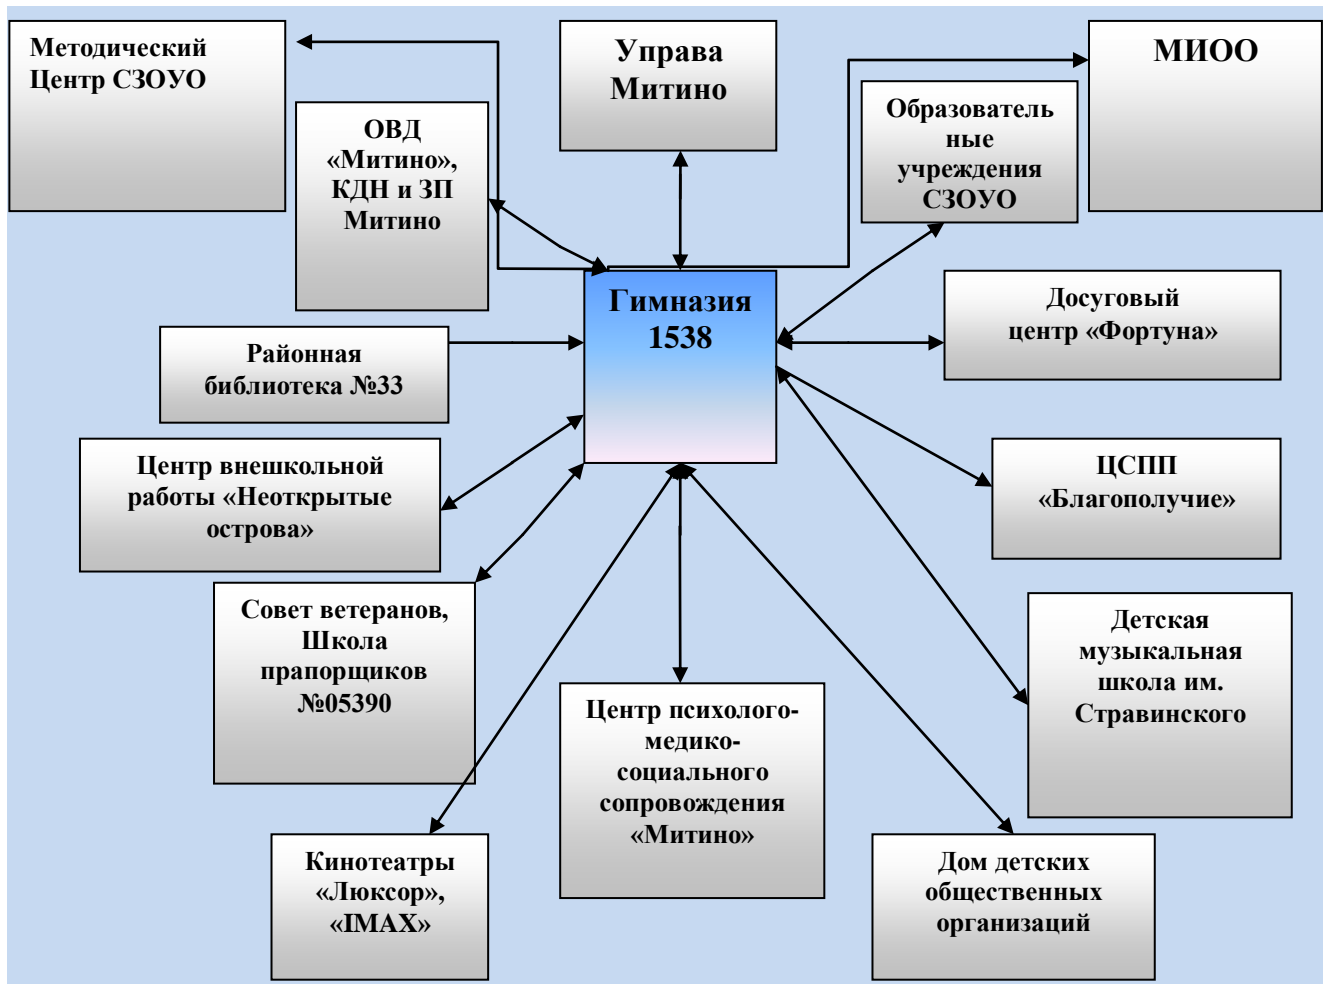 Методический
Центр СЗОУО
Управа
Митино
МИОО
ОВД
«Митино»,
КДН и ЗП
Митино
Образователь
ные
учреждения
СЗОУО
Гимназия
1538
Досуговый
центр «Фортуна»
Районная
библиотека №33
Центр внешкольной
работы «Неоткрытые
острова»
ЦСПП
«Благополучие»
Совет ветеранов,
Школа
прапорщиков
№05390
Детская
музыкальная
школа им.
Стравинского
Центр психолого-
медико-
социального
сопровождения
«Митино»
Кинотеатры
«Люксор»,
«IMAX»
Дом детских
общественных
организаций